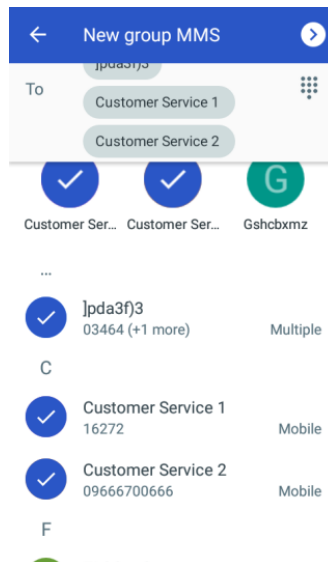 New group MMS
]pda3f)3
To
Customer Service 1
Customer Service 2
G
Customer Ser... Customer Ser... Gshcbxmz
...
]pda3f)3
03464 (+1 more) Multiple
C
Customer Service 1
16272 Mobile
Customer Service 2
09666700666 Mobile
F